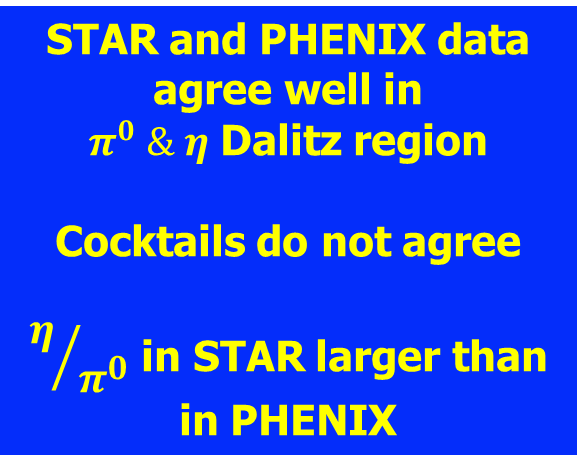 STAR and PHENIX data
agree well in
π⁰ & η Dalitz region
Cocktails do not agree
η/π⁰ in STAR larger than
in PHENIX